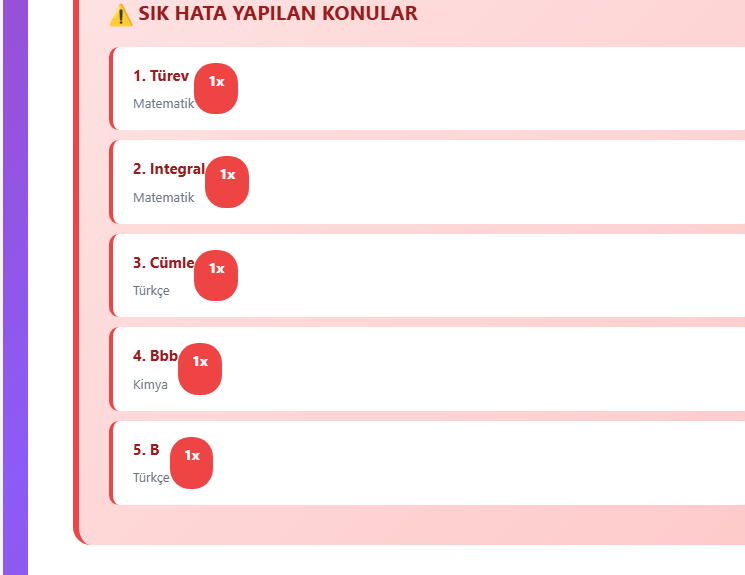 ⚠️ SIK HATA YAPILAN KONULAR
1. Türev
1x
Matematik
2. Integral
1x
Matematik
3. Cümle
1x
Türkçe
4. Bbb
1x
Kimya
5. B
1x
Türkçe